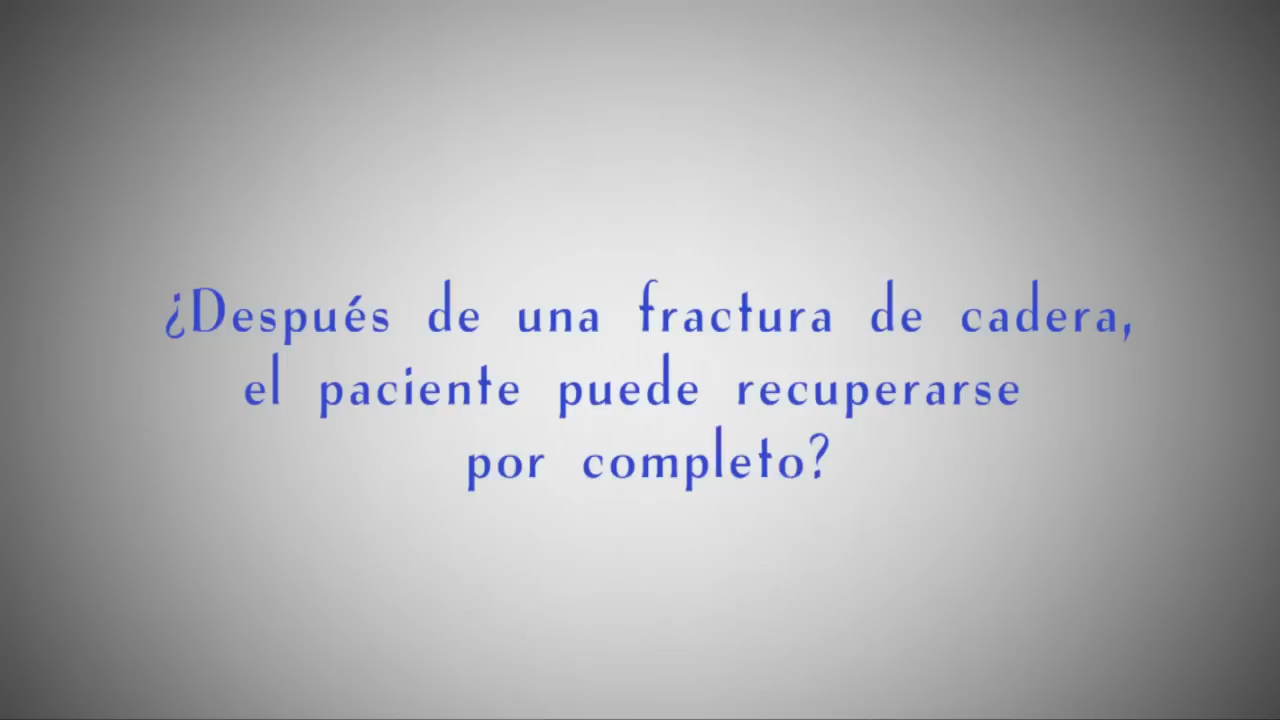 ¿Después de una fractura de cadera,
el paciente puede recuperarse
por completo?